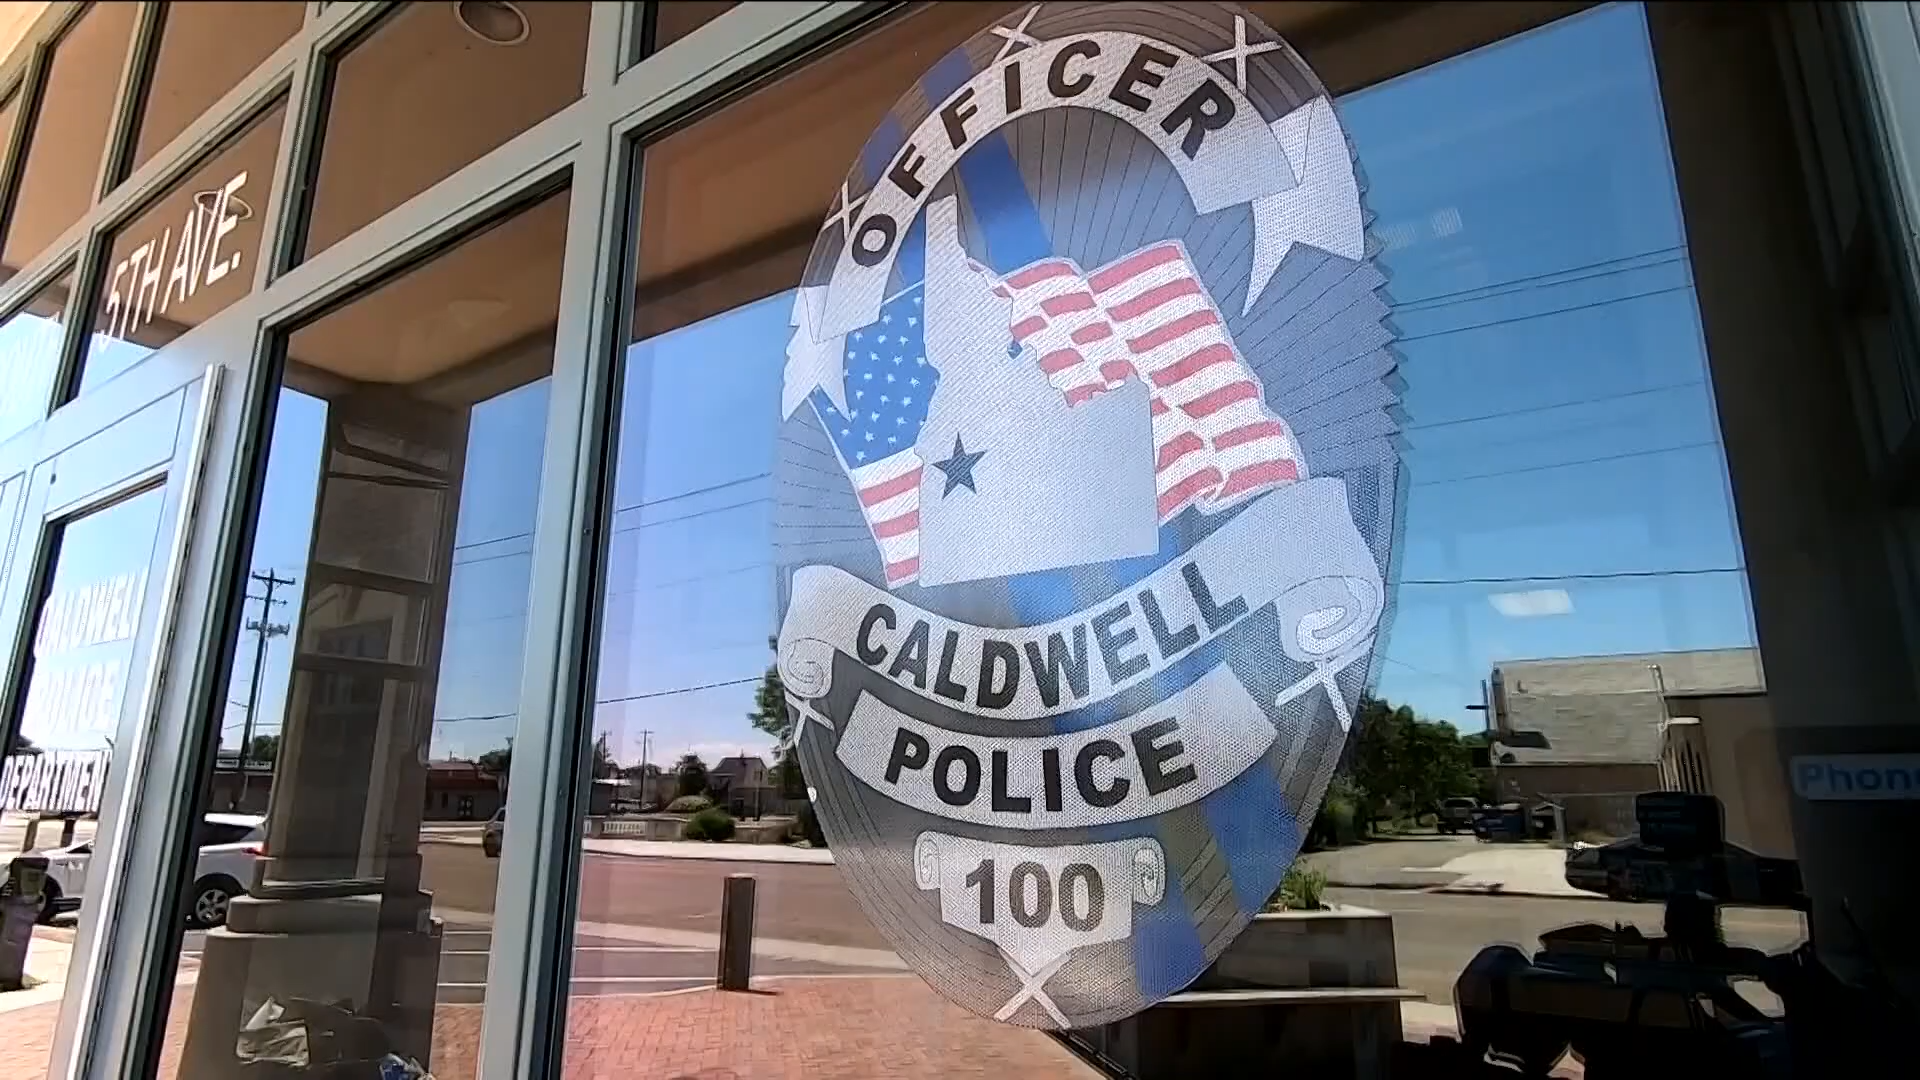 5TH AVE.
CALDWELL
POLICE
DEPARTMENT
OFFICER
CALDWELL
POLICE
100
Phone